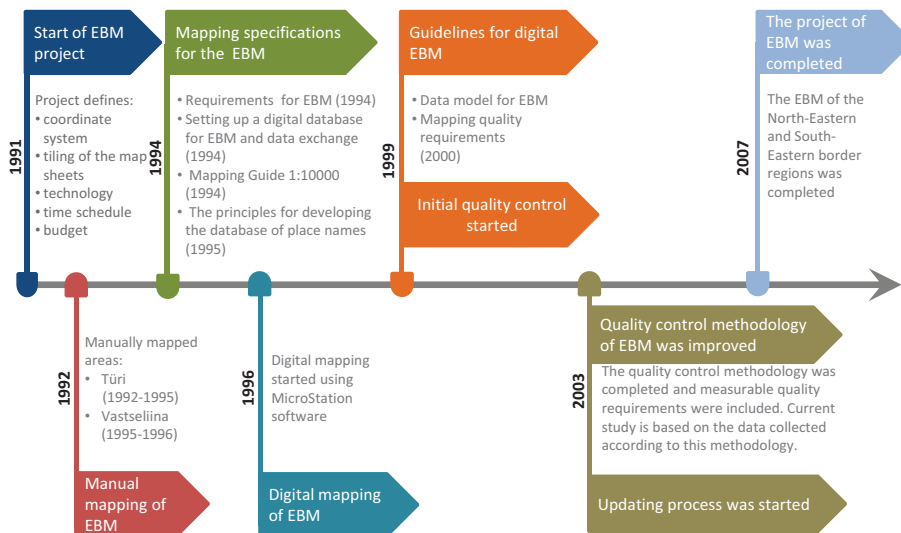 Start of EBM
project
1991
Project defines:
• coordinate
system
• tiling of the map
sheets
• technology
• time schedule
• budget
Mapping specifications
for the EBM
1994
• Requirements for EBM (1994)
• Setting up a digital database
for EBM and data exchange
(1994)
• Mapping Guide 1:10000
(1994)
• The principles for developing
the database of place names
(1995)
Guidelines for digital
EBM
1999
• Data model for EBM
• Mapping quality
requirements
(2000)
Initial quality control
started
The project of
EBM was
completed
2007
The EBM of the
North-Eastern
and South-
Eastern border
regions was
completed
1992
Manually mapped
areas:
• Türi
(1992-1995)
• Vastseliina
(1995-1996)
Manual
mapping of
EBM
1996
Digital mapping
started using
MicroStation
software
Digital mapping
of EBM
2003
Quality control methodology
of EBM was improved
The quality control methodology was
completed and measurable quality
requirements were included. Current
study is based on the data collected
according to this methodology.
Updating process was started